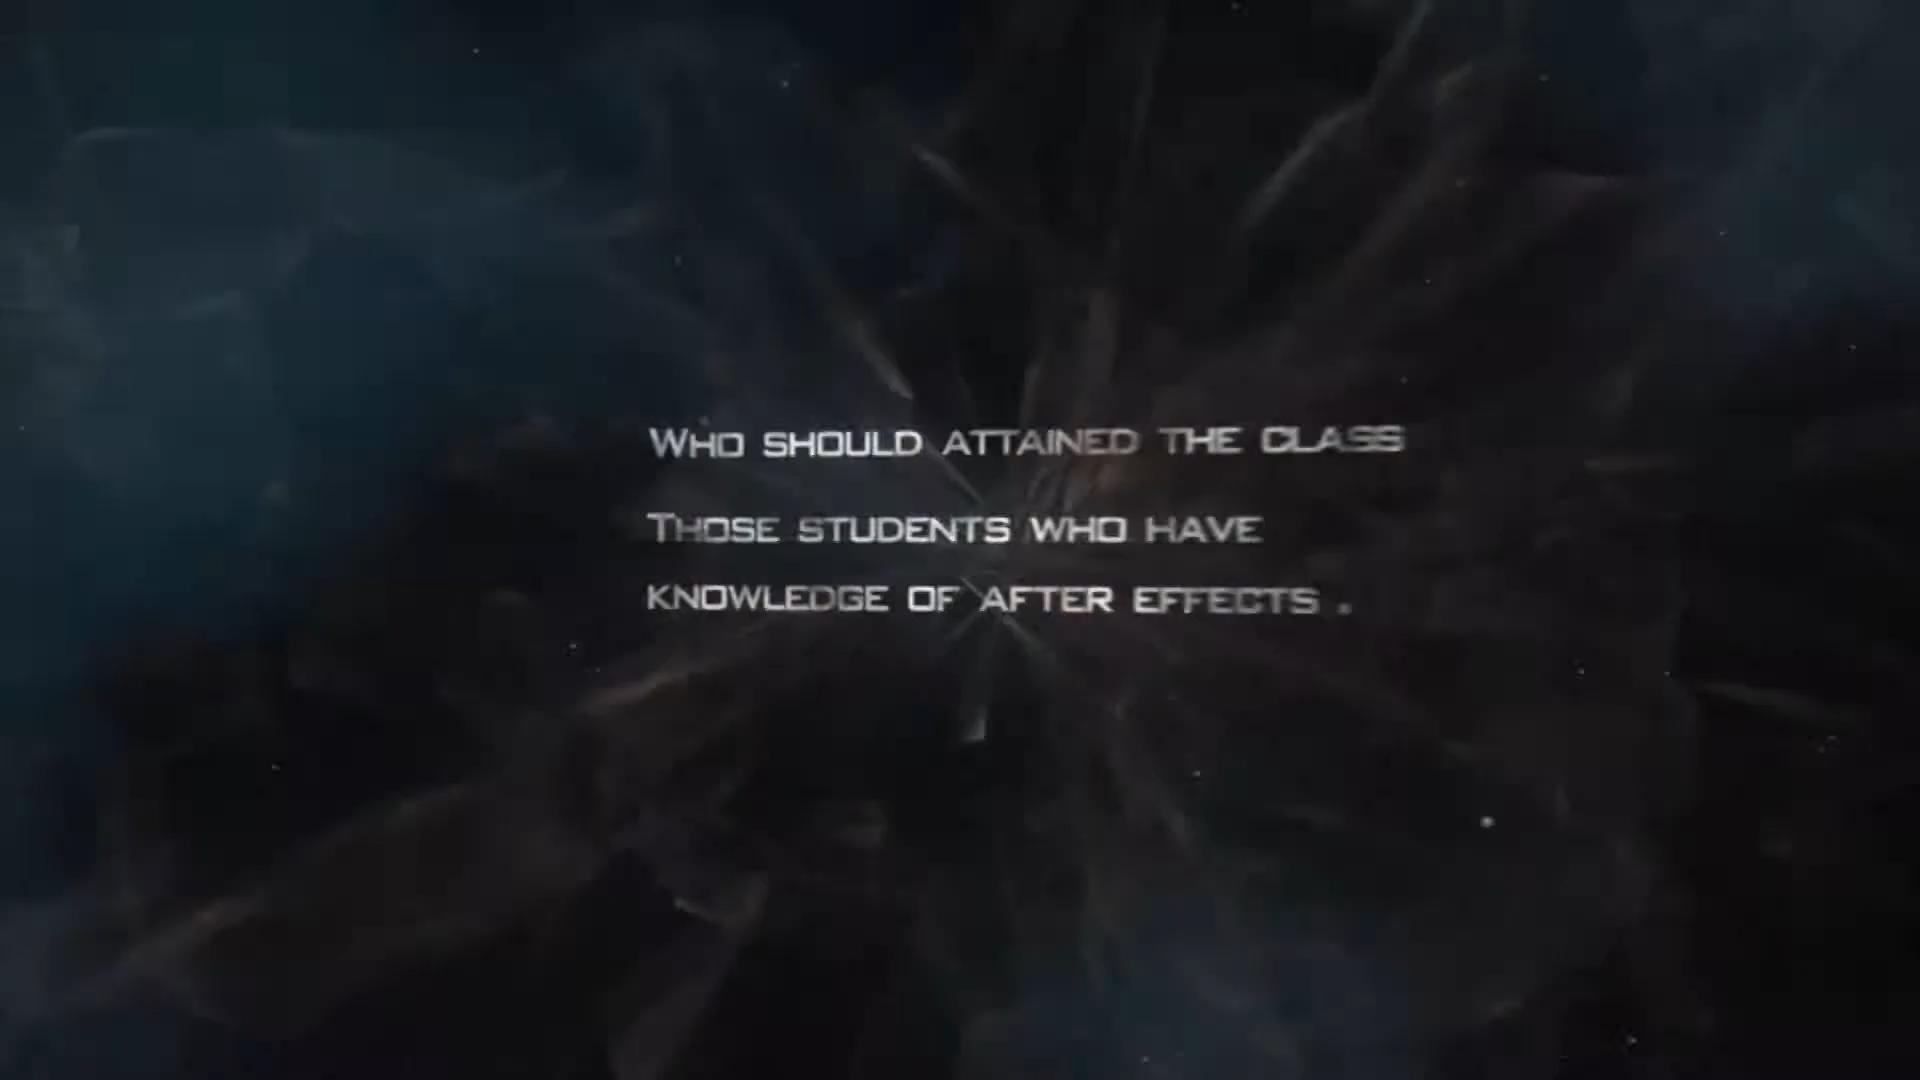 Who should attained the class
Those students who have
knowledge of after effects .